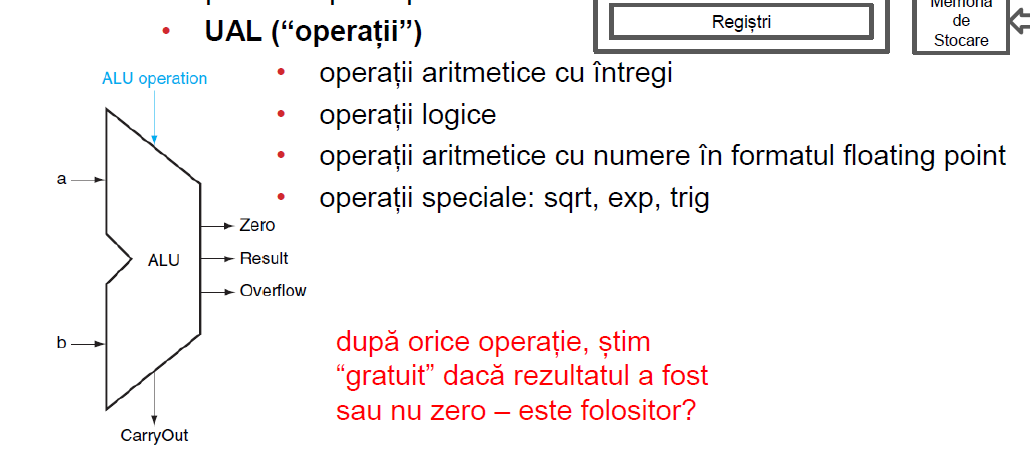 Memoria
de
Stocare
Regiștri
• UAL (“operații”)
• operații aritmetice cu întregi
• operații logice
• operații aritmetice cu numere în formatul floating point
• operații speciale: sqrt, exp, trig
ALU operation
a
Zero
ALU
Result
Overflow
b
CarryOut
după orice operație, știm
“gratuit” dacă rezultatul a fost
sau nu zero – este folositor?